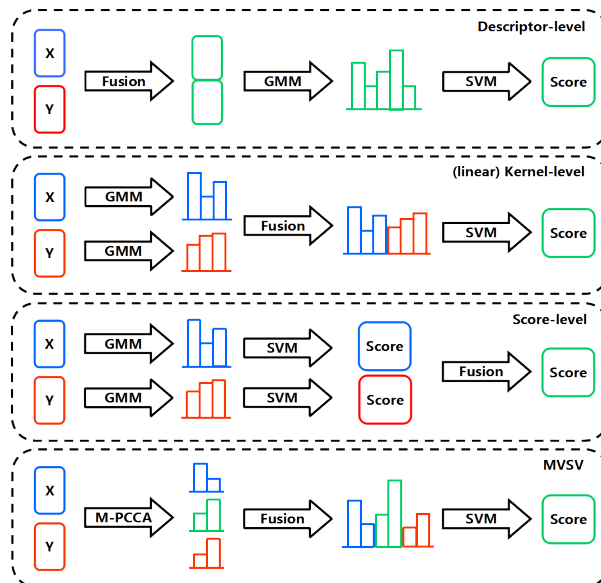 Descriptor-level
X
Y
Fusion
GMM
SVM
Score
(linear) Kernel-level
X
GMM
Y
GMM
Fusion
SVM
Score
Score-level
X
GMM
SVM
Score
Y
GMM
SVM
Score
Fusion
Score
MVSV
X
Y
M-PCCA
Fusion
SVM
Score